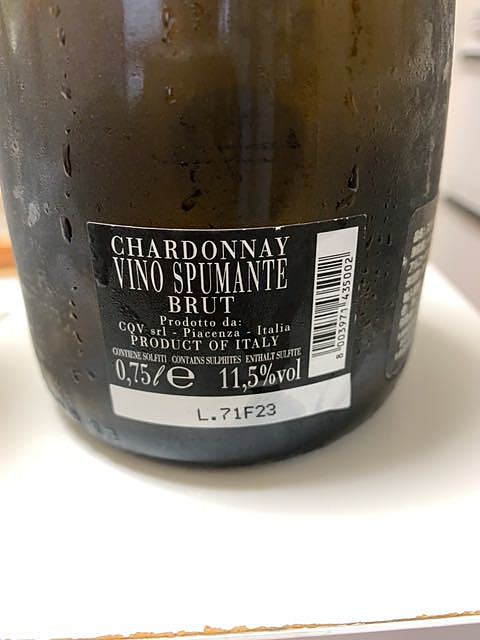 CHARDONNAY
VINO SPUMANTE
BRUT
Prodotto da:
CQV srl - Piacenza - Italia
PRODUCT OF ITALY
CONTIENE SOLFITI CONTAINS SULPHITES ENTHALT SULFITE
0,75ℓ℮ 11,5%vol
L.71F23
8 003971 435002